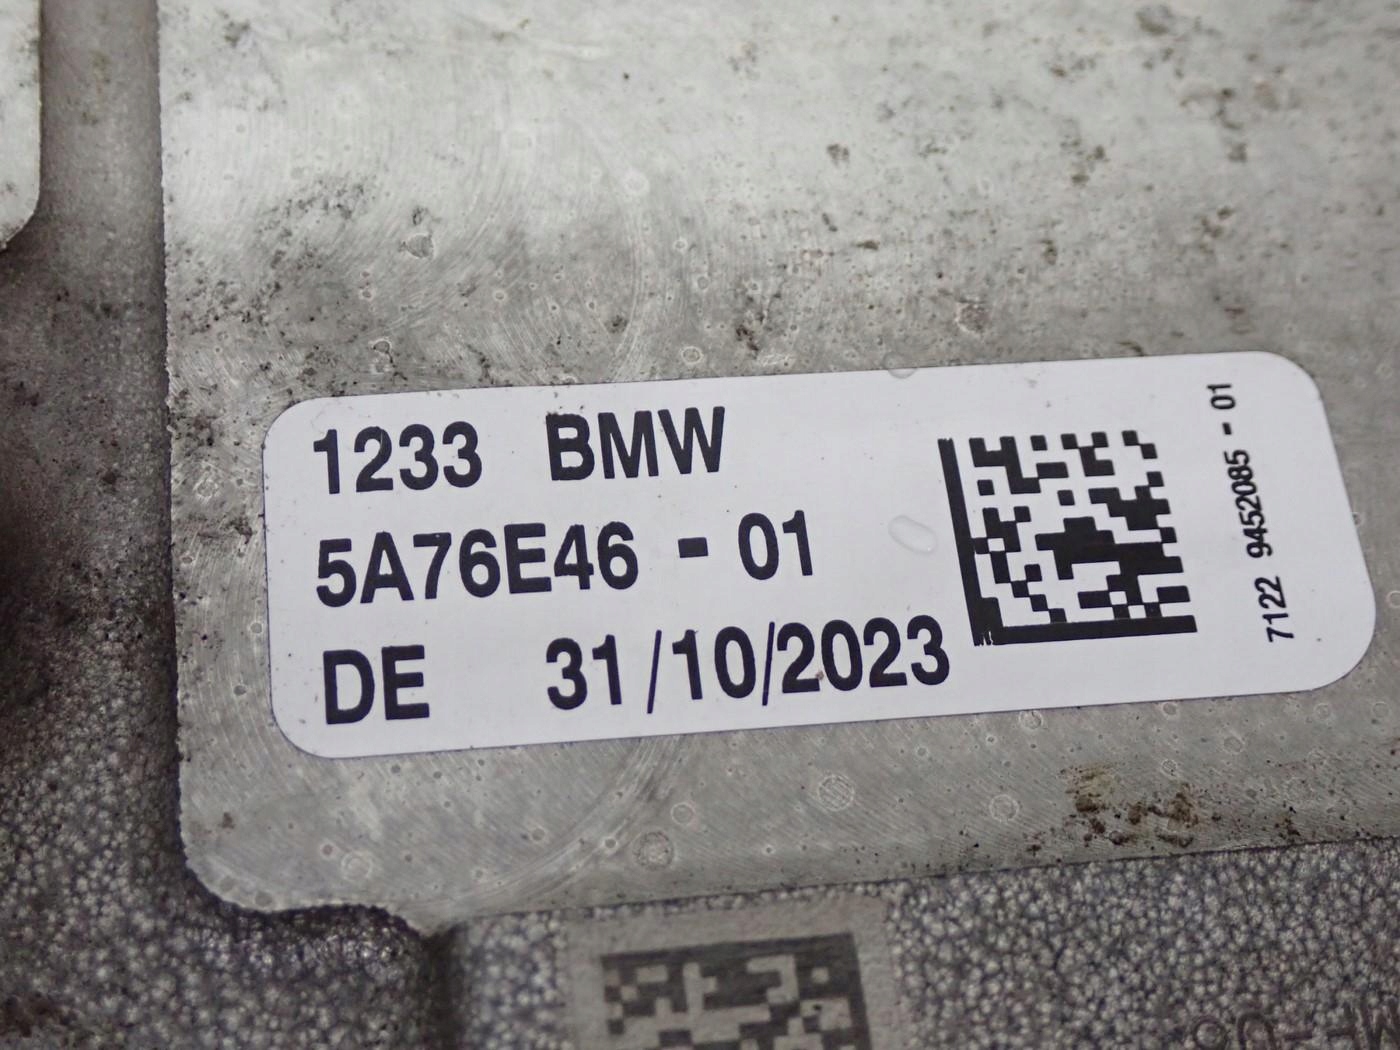 1233 BMW
5A76E46 - 01
DE 31/10/2023
7122 9452085 - 01